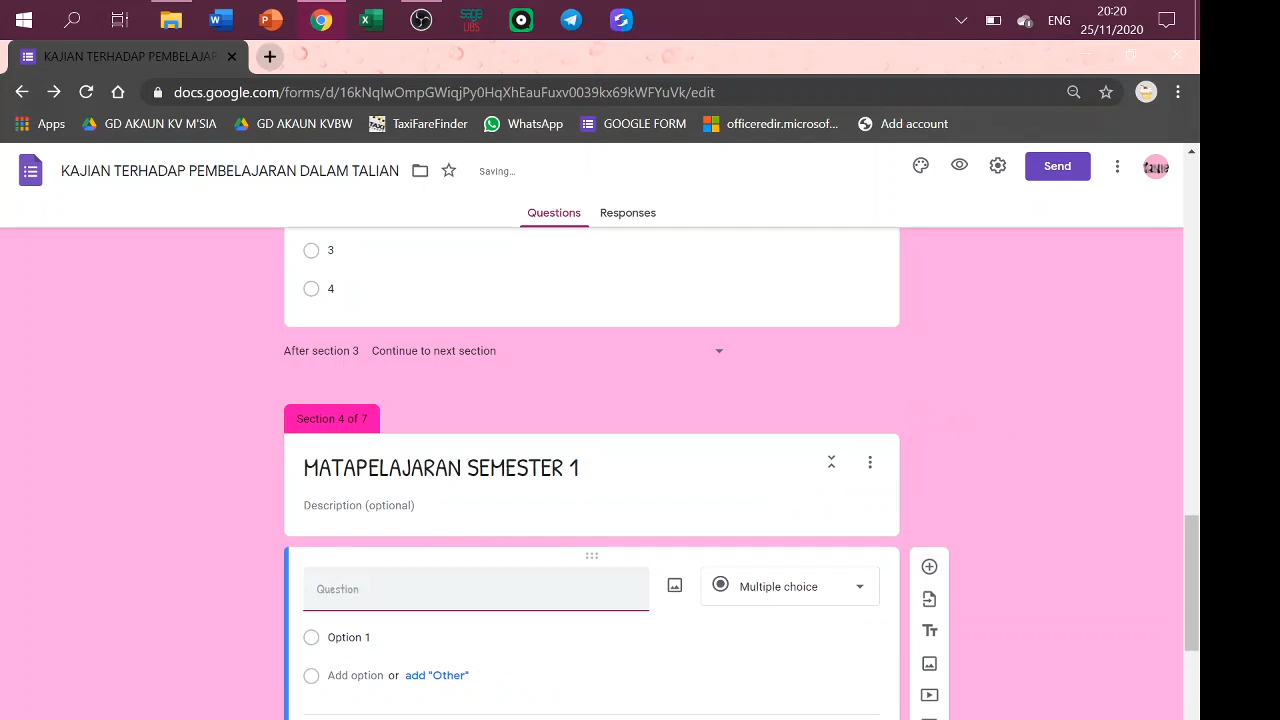 sage
UBS
ENG
20:20
25/11/2020
KAJIAN TERHADAP PEMBELAJAR
docs.google.com/forms/d/16kNqlwOmpGWiqjPy0HqXhEauFuxv0039kx69kWFYuVk/edit
Apps
GD AKAUN KV M'SIA
GD AKAUN KVBW
TaxiFareFinder
WhatsApp
GOOGLE FORM
officeredir.microsof...
Add account
KAJIAN TERHADAP PEMBELAJARAN DALAM TALIAN
Saving...
Send
Questions
Responses
3
4
After section 3 Continue to next section
Section 4 of 7
MATAPELAJARAN SEMESTER 1
Description (optional)
Question
Multiple choice
Option 1
Add option or add "Other"